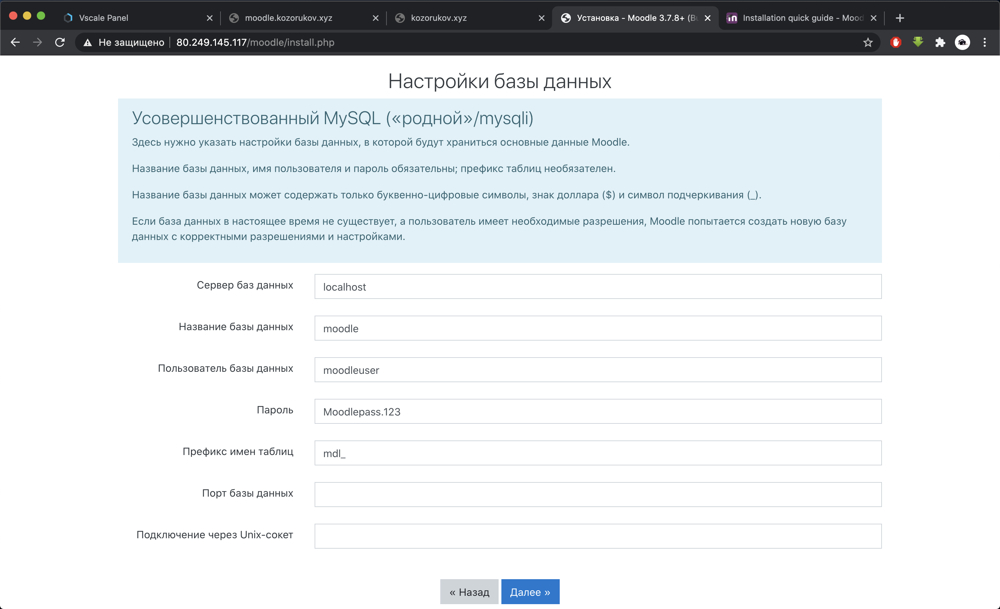 Vscale Panel
moodle.kozorukov.xyz
kozorukov.xyz
Установка - Moodle 3.7.8+ (Bu
Installation quick guide - Mood
Не защищено 80.249.145.117/moodle/install.php
Настройки базы данных
Усовершенствованный MySQL («родной»/mysqli)
Здесь нужно указать настройки базы данных, в которой будут храниться основные данные Moodle.
Название базы данных, имя пользователя и пароль обязательны; префикс таблиц необязателен.
Название базы данных может содержать только буквенно-цифровые символы, знак доллара ($) и символ подчеркивания (_).
Если база данных в настоящее время не существует, а пользователь имеет необходимые разрешения, Moodle попытается создать новую базу
данных с корректными разрешениями и настройками.
Сервер баз данных localhost
Название базы данных moodle
Пользователь базы данных moodleuser
Пароль Moodlepass.123
Префикс имен таблиц mdl_
Порт базы данных
Подключение через Unix-сокет
« Назад Далее »